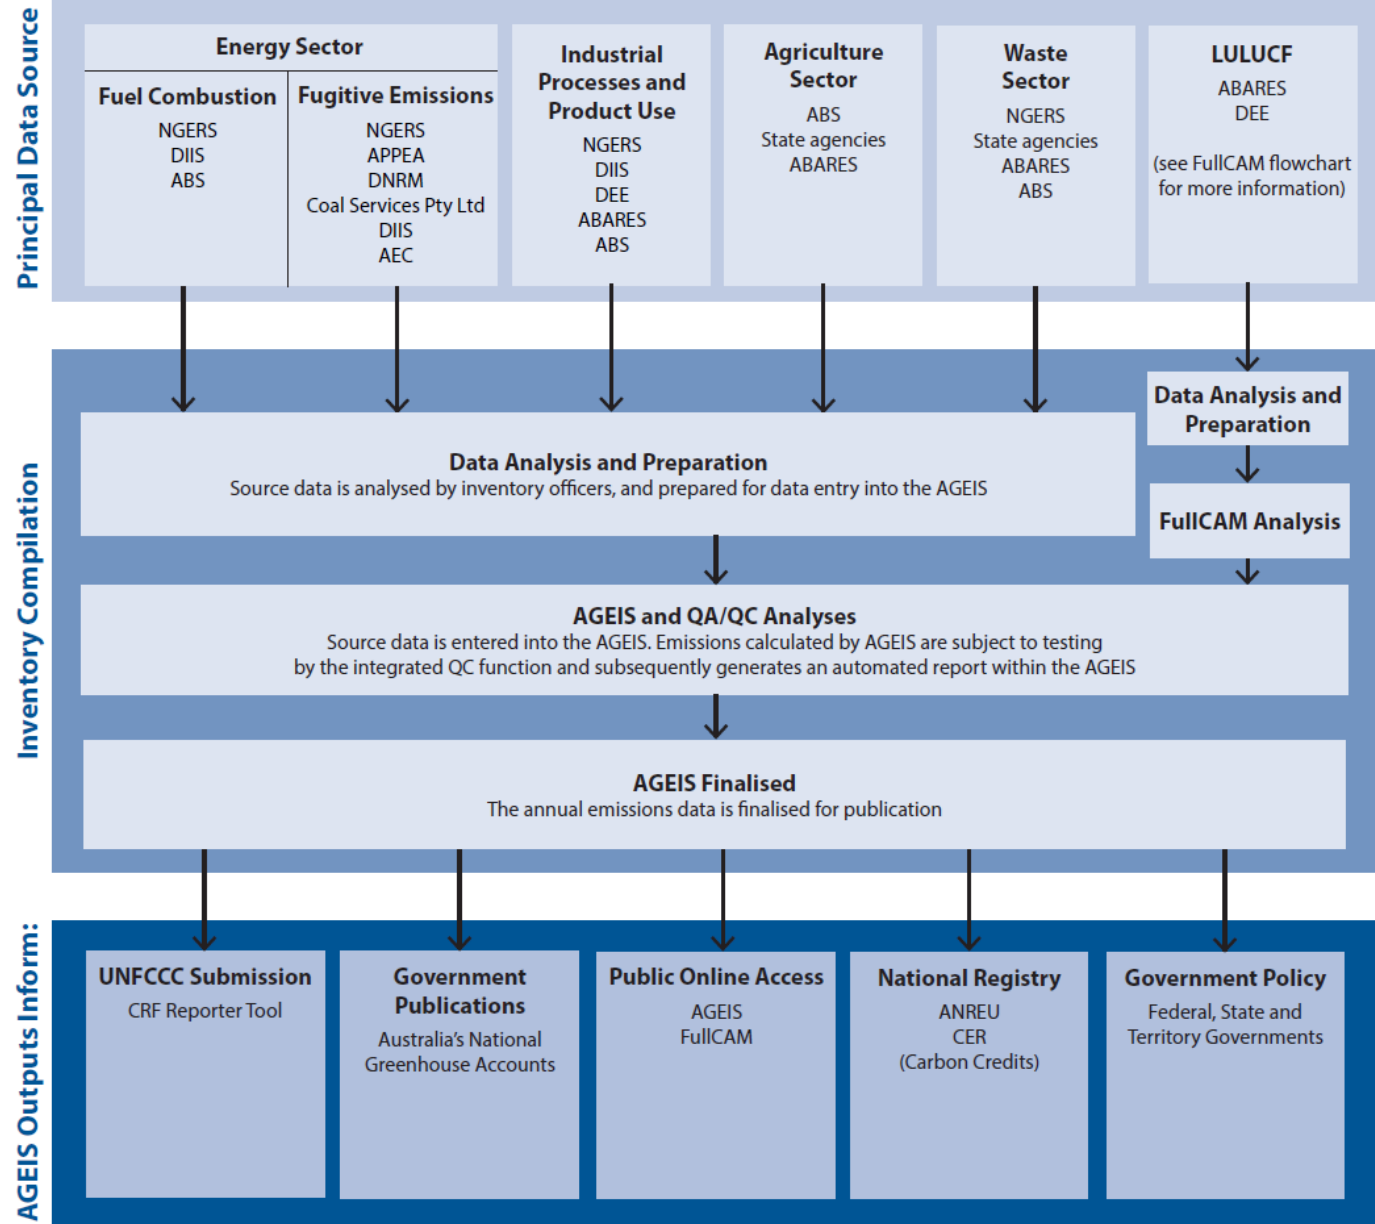 Principal Data Source
Energy Sector
Fuel Combustion
NGERS
DIIS
ABS
Fugitive Emissions
NGERS
APPEA
DNRM
Coal Services Pty Ltd
DIIS
AEC
Industrial
Processes and
Product Use
NGERS
DIIS
DEE
ABARES
ABS
Agriculture
Sector
ABS
State agencies
ABARES
Waste
Sector
NGERS
State agencies
ABARES
ABS
LULUCF
ABARES
DEE
(see FullCAM flowchart
for more information)
Inventory Compilation
Data Analysis and Preparation
Source data is analysed by inventory officers, and prepared for data entry into the AGEIS
Data Analysis and
Preparation
FullCAM Analysis
AGEIS and QA/QC Analyses
Source data is entered into the AGEIS. Emissions calculated by AGEIS are subject to testing
by the integrated QC function and subsequently generates an automated report within the AGEIS
AGEIS Finalised
The annual emissions data is finalised for publication
AGEIS Outputs Inform:
UNFCCC Submission
CRF Reporter Tool
Government
Publications
Australia's National
Greenhouse Accounts
Public Online Access
AGEIS
FullCAM
National Registry
ANREU
CER
(Carbon Credits)
Government Policy
Federal, State and
Territory Governments